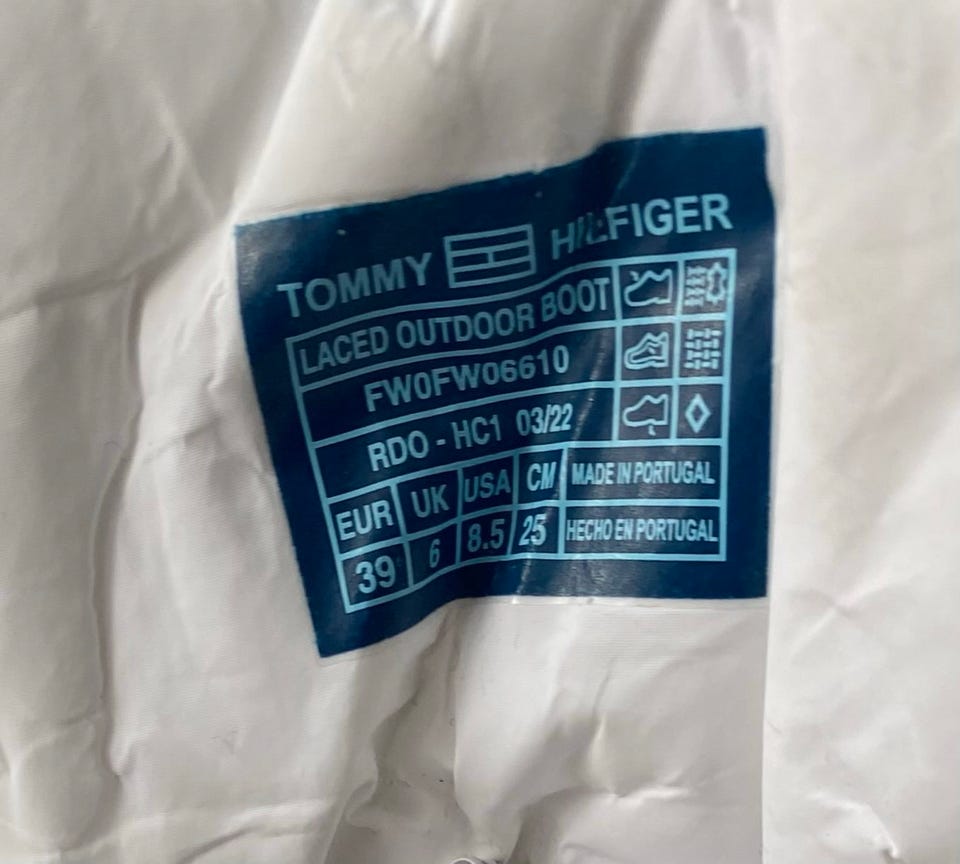 TOMMY HILFIGER
LACED OUTDOOR BOOT
FW0FW06610
RDO - HC1 03/22
EUR UK USA CM MADE IN PORTUGAL
39 6 8.5 25 HECHO EN PORTUGAL